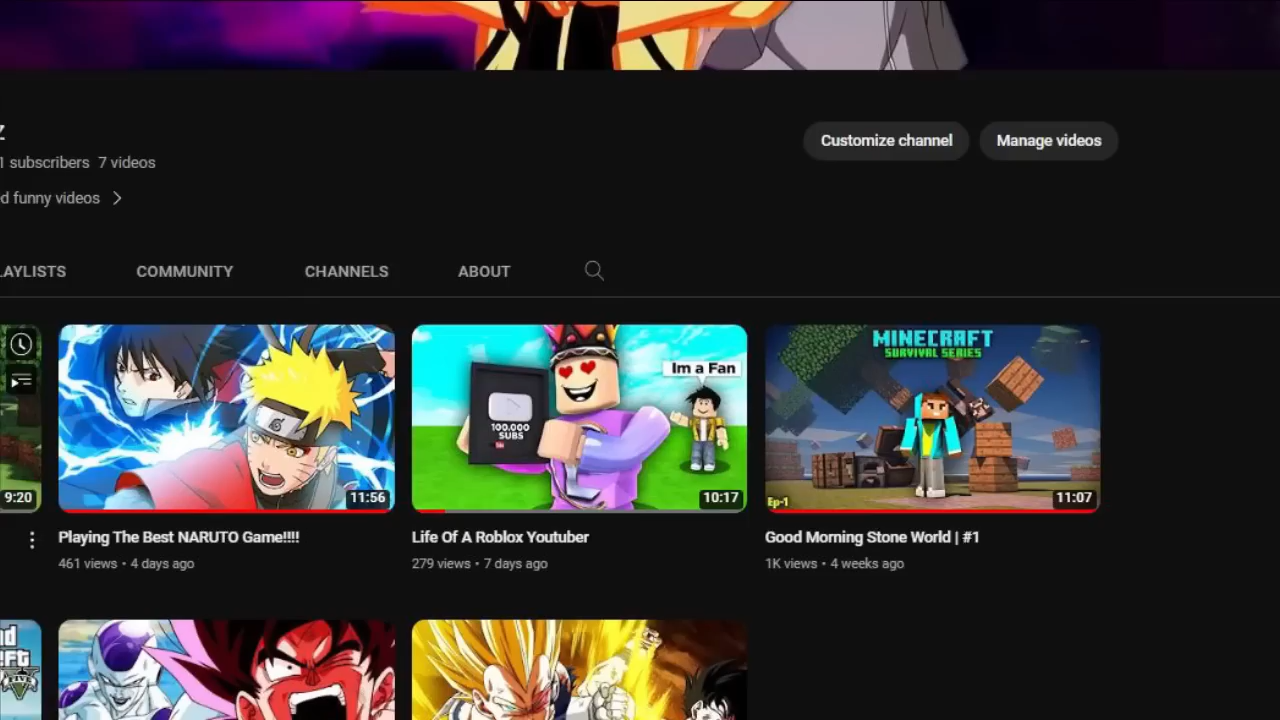 Z
1 subscribers 7 videos
Customize channel
Manage videos
d funny videos
LAYLISTS
COMMUNITY
CHANNELS
ABOUT
9:20
11:56
100.000
SUBS
Im a Fan
10:17
MINECRAFT
SURVIVAL SERIES
Ep-1
11:07
Playing The Best NARUTO Game!!!!
461 views • 4 days ago
Life Of A Roblox Youtuber
279 views • 7 days ago
Good Morning Stone World | #1
1K views • 4 weeks ago